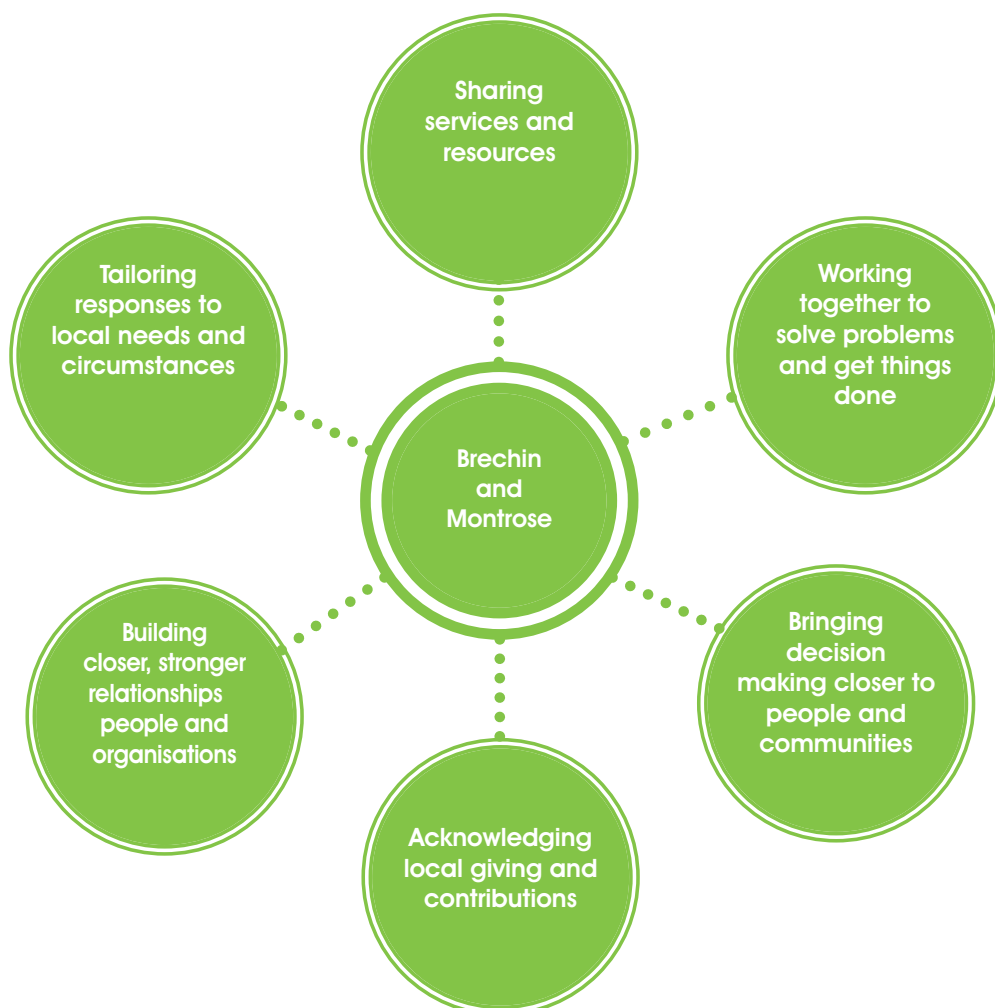 Sharing
services and
resources
Tailoring
responses to
local needs and
circumstances
Working
together to
solve problems
and get things
done
Brechin
and
Montrose
Building
closer, stronger
relationships
people and
organisations
Bringing
decision
making closer to
people and
communities
Acknowledging
local giving and
contributions